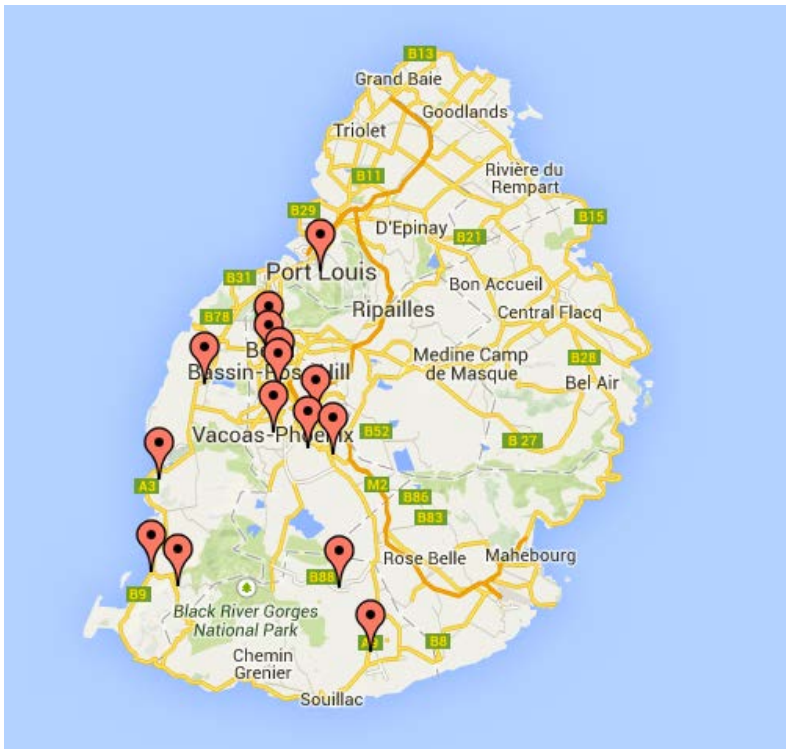 B13
Grand Baie
Goodlands
Triolet
Rivière du
Rempart
B11
B29
B15
D'Epinay
B21
Port Louis
B31
Bon Accueil
Ripailles
Central Flacq
B78
Medine Camp
de Masque
B28
Bel Air
Vacoas-Phoenix
B52
B 27
M2
A3
B86
B83
Rose Belle
Mahebourg
B88
B9
Black River Gorges
National Park
B8
Chemin
Grenier
Souillac